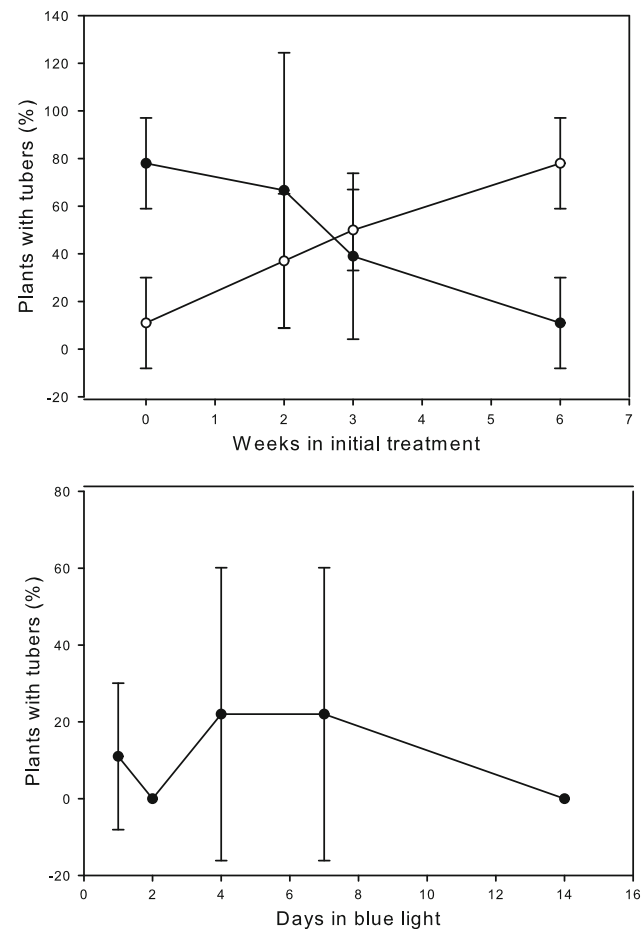 140
120
100
80
60
40
20
0
-20
Plants with tubers (%)
0 1 2 3 4 5 6 7
Weeks in initial treatment
80
60
40
20
0
-20
Plants with tubers (%)
0 2 4 6 8 10 12 14 16
Days in blue light